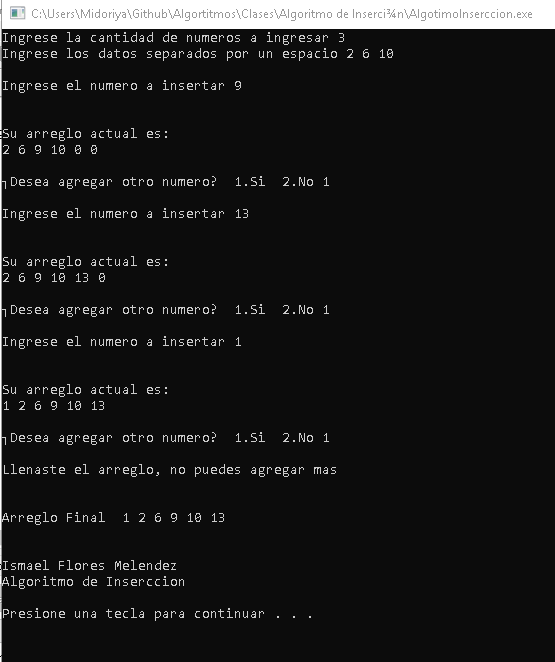 C:\Users\Midoriya\Github\Algortitmos\Clases\Algoritmo de Inserci¾n\AlgotimoInserccion.exe
Ingrese la cantidad de numeros a ingresar 3
Ingrese los datos separados por un espacio 2 6 10
Ingrese el numero a insertar 9
Su arreglo actual es:
2 6 9 10 0 0
┐Desea agregar otro numero?  1.Si  2.No 1
Ingrese el numero a insertar 13
Su arreglo actual es:
2 6 9 10 13 0
┐Desea agregar otro numero?  1.Si  2.No 1
Ingrese el numero a insertar 1
Su arreglo actual es:
1 2 6 9 10 13
┐Desea agregar otro numero?  1.Si  2.No 1
Llenaste el arreglo, no puedes agregar mas
Arreglo Final  1 2 6 9 10 13
Ismael Flores Melendez
Algoritmo de Inserccion
Presione una tecla para continuar . . .